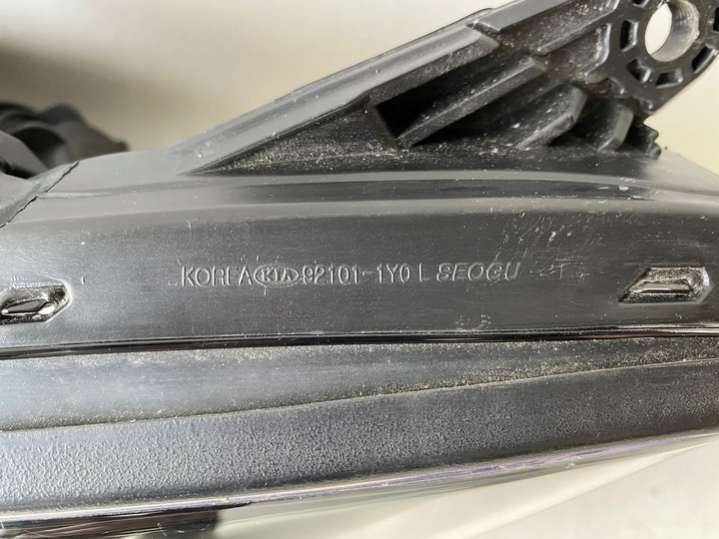 KOREA KIA 92101-1Y0 L SEOGU